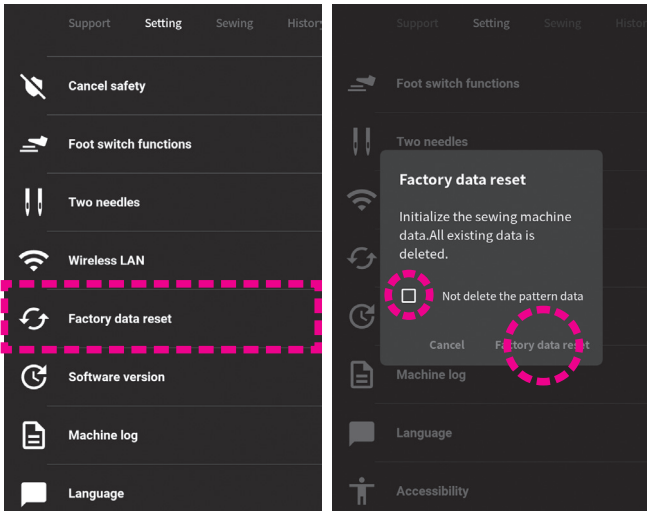 Support Setting Sewing History
Cancel safety
Foot switch functions
Two needles
Wireless LAN
Factory data reset
Software version
Machine log
Language
Support Setting Sewing Histor
Foot switch functions
Two needles
Factory data reset
Initialize the sewing machine
data.All existing data is
deleted.
Not delete the pattern data
Cancel Factory data reset
Machine log
Language
Accessibility